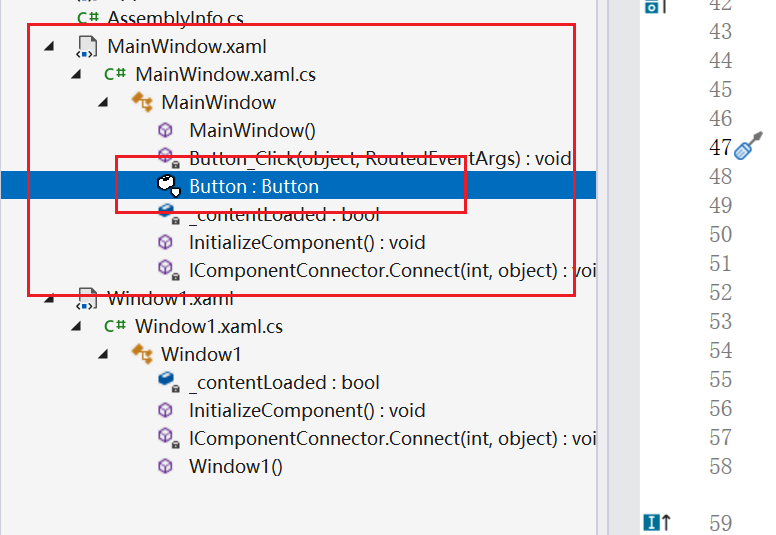 42
C# AssemblyInfo.cs
43
MainWindow.xaml
44
C# MainWindow.xaml.cs
45
MainWindow
46
MainWindow()
47
Button_Click(object, RoutedEventArgs) : void
48
Button : Button
49
_contentLoaded : bool
50
InitializeComponent() : void
51
IComponentConnector.Connect(int, object) : voi
52
Window1.xaml
53
C# Window1.xaml.cs
54
Window1
55
_contentLoaded : bool
56
InitializeComponent() : void
57
IComponentConnector.Connect(int, object) : voi
58
Window1()
59